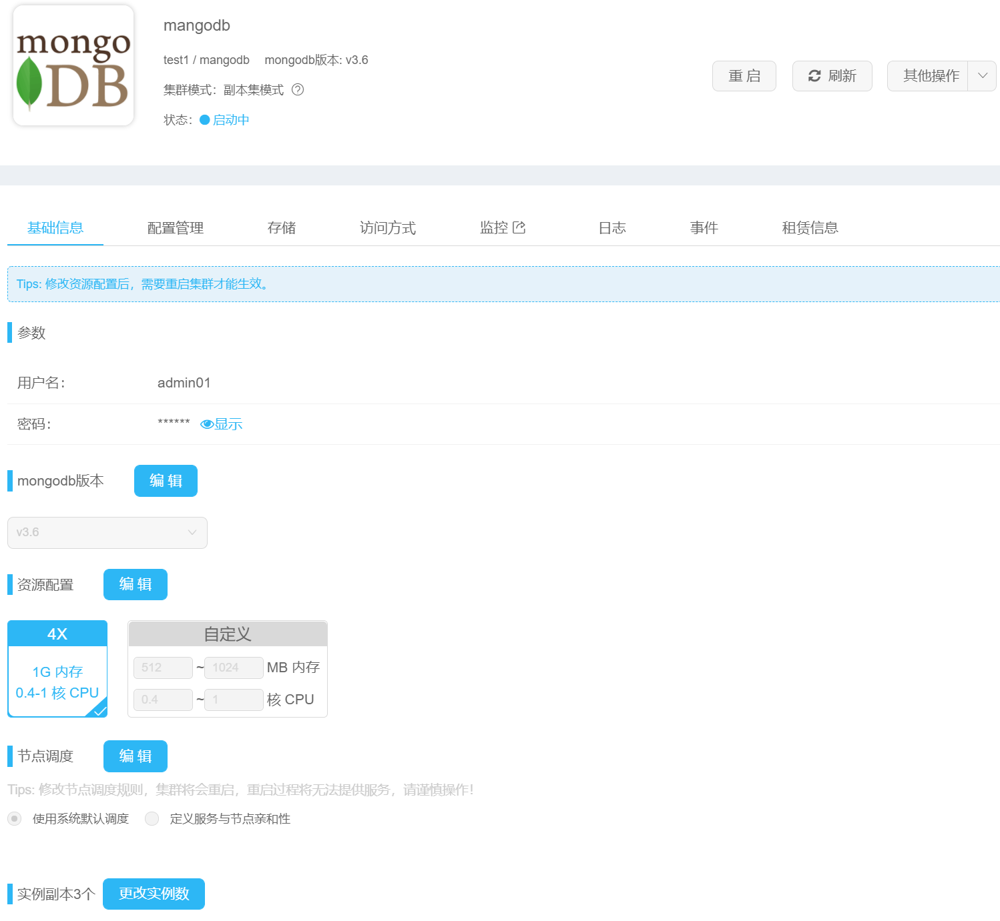 mongo
DB
mangodb
test1 / mangodb mongodb版本: v3.6
集群模式：副本集模式
状态：启动中
重 启 刷新 其他操作
基础信息 配置管理 存储 访问方式 监控 日志 事件 租赁信息
Tips: 修改资源配置后，需要重启集群才能生效。
参数
用户名： admin01
密码： ****** 显示
mongodb版本 编 辑
v3.6
资源配置 编 辑
4X 自定义
1G 内存 512 ~ 1024 MB 内存
0.4-1 核 CPU 0.4 ~ 1 核 CPU
节点调度 编 辑
Tips: 修改节点调度规则，集群将会重启，重启过程将无法提供服务，请谨慎操作！
使用系统默认调度 定义服务与节点亲和性
实例副本3个 更改实例数